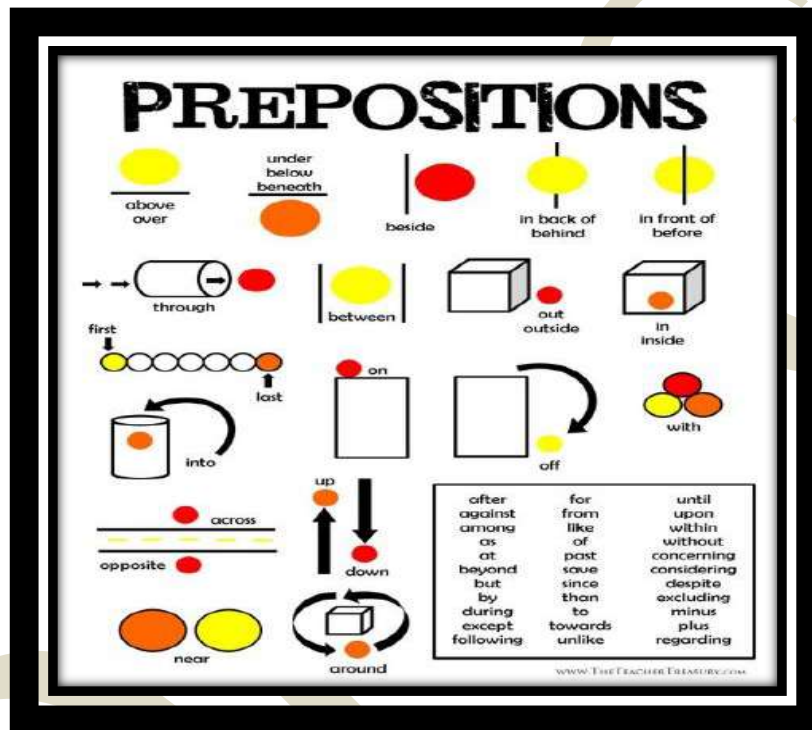 PREPOSITIONS
above
over
under
below
beneath
beside
in back of
behind
in front of
before
through
between
out
outside
in
inside
first
last
into
on
off
with
across
opposite
up
down
near
around
after
against
among
as
at
beyond
but
by
during
except
following
for
from
like
of
past
save
since
than
to
towards
unlike
until
upon
within
without
concerning
considering
despite
excluding
minus
plus
regarding
www.TheTeacherTreasury.com